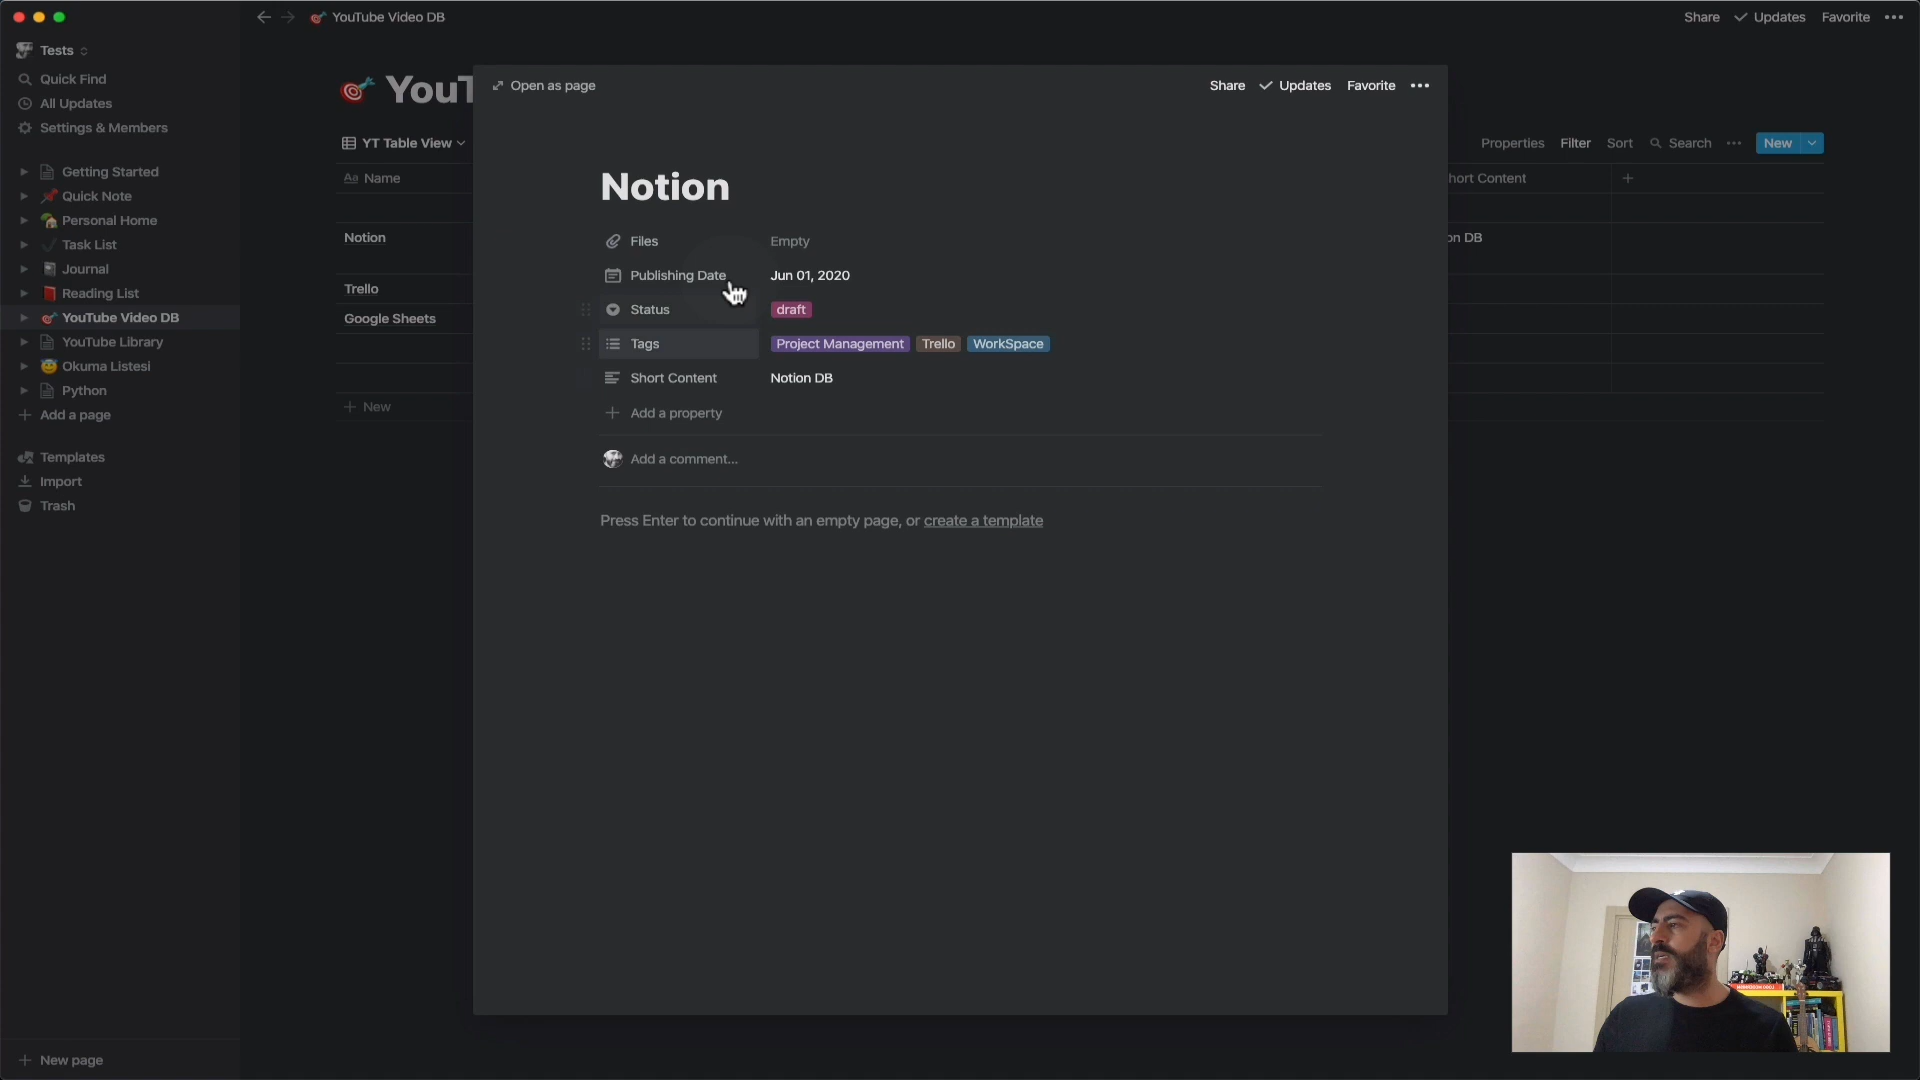 YouTube Video DB
Share Updates Favorite
Tests
Quick Find
All Updates
Settings & Members
Getting Started
Quick Note
Personal Home
Task List
Journal
Reading List
YouTube Video DB
YouTube Library
Okuma Listesi
Python
Add a page
Templates
Import
Trash
New page
YouT
YT Table View
Properties Filter Sort Search New
Aa Name
hort Content
Notion
on DB
Trello
Google Sheets
New
Open as page
Share Updates Favorite
Notion
Files Empty
Publishing Date Jun 01, 2020
Status draft
Tags Project Management Trello WorkSpace
Short Content Notion DB
Add a property
Add a comment...
Press Enter to continue with an empty page, or create a template